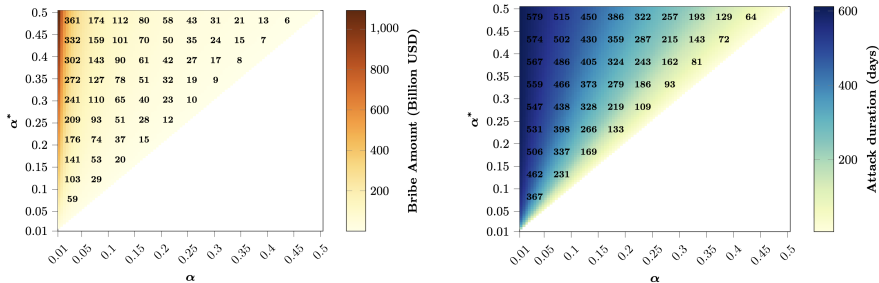 0.5
361 174 112 80 58 43 31 21 13 6
0.45
332 159 101 70 50 35 24 15 7
0.4
302 143 90 61 42 27 17 8
0.35
272 127 78 51 32 19 9
0.3
241 110 65 40 23 10
0.25
209 93 51 28 12
0.2
176 74 37 15
0.15
141 53 20
0.1
103 29
0.05
59
0.01
α*
0.01 0.05 0.1 0.15 0.2 0.25 0.3 0.35 0.4 0.45 0.5
α
1,000
800
600
400
200
Bribe Amount (Billion USD)
0.5
579 515 450 386 322 257 193 129 64
0.45
574 502 430 359 287 215 143 72
0.4
567 486 405 324 243 162 81
0.35
559 466 373 279 186 93
0.3
547 438 328 219 109
0.25
531 398 266 133
0.2
506 337 169
0.15
462 231
0.1
367
0.05
0.01
α*
0.01 0.05 0.1 0.15 0.2 0.25 0.3 0.35 0.4 0.45 0.5
α
600
400
200
Attack duration (days)